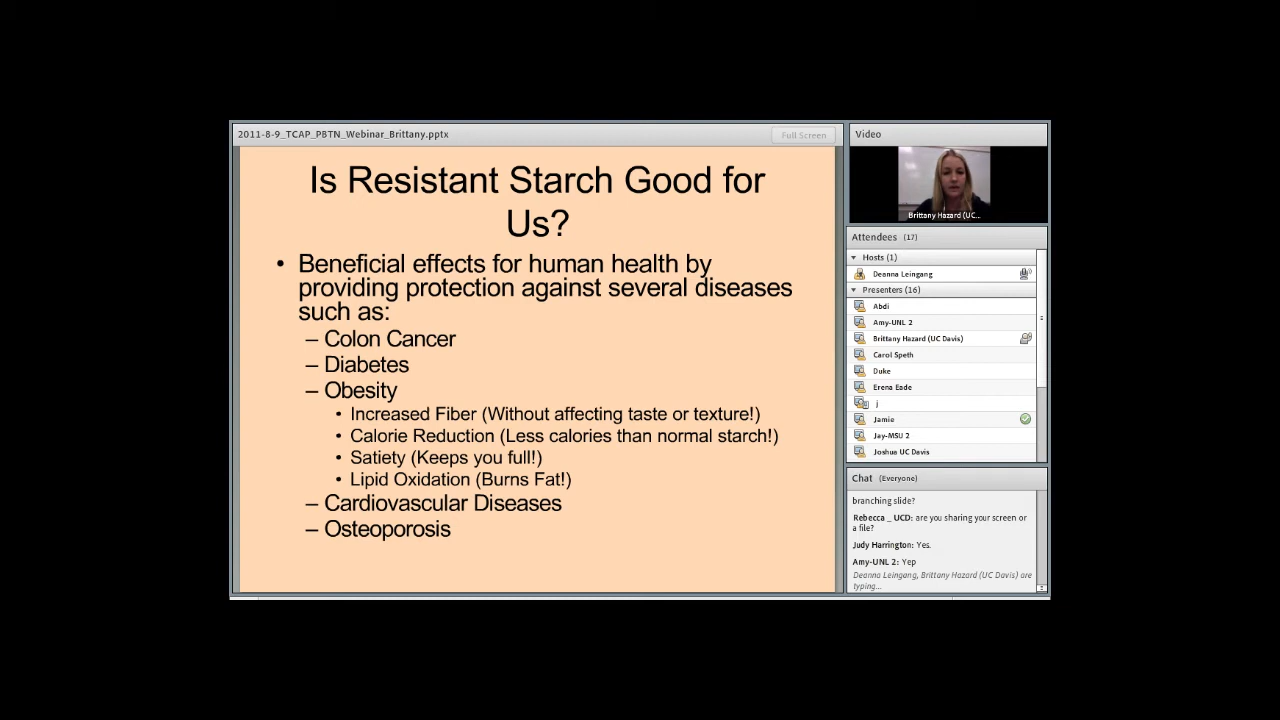 2011-8-9_TCAP_PBTN_Webinar_Brittany.pptx
Full Screen
Is Resistant Starch Good for
Us?
• Beneficial effects for human health by
providing protection against several diseases
such as:
– Colon Cancer
– Diabetes
– Obesity
• Increased Fiber (Without affecting taste or texture!)
• Calorie Reduction (Less calories than normal starch!)
• Satiety (Keeps you full!)
• Lipid Oxidation (Burns Fat!)
– Cardiovascular Diseases
– Osteoporosis
Video
Brittany Hazard (UC...
Attendees (17)
Hosts (1)
Deanna Leingang
Presenters (16)
Abdi
Amy-UNL 2
Brittany Hazard (UC Davis)
Carol Speth
Duke
Erena Eade
j
Jamie
Jay-MSU 2
Joshua UC Davis
Chat (Everyone)
branching slide?
Rebecca _ UCD: are you sharing your screen or
a file?
Judy Harrington: Yes.
Amy-UNL 2: Yep
Deanna Leingang, Brittany Hazard (UC Davis) are
typing...